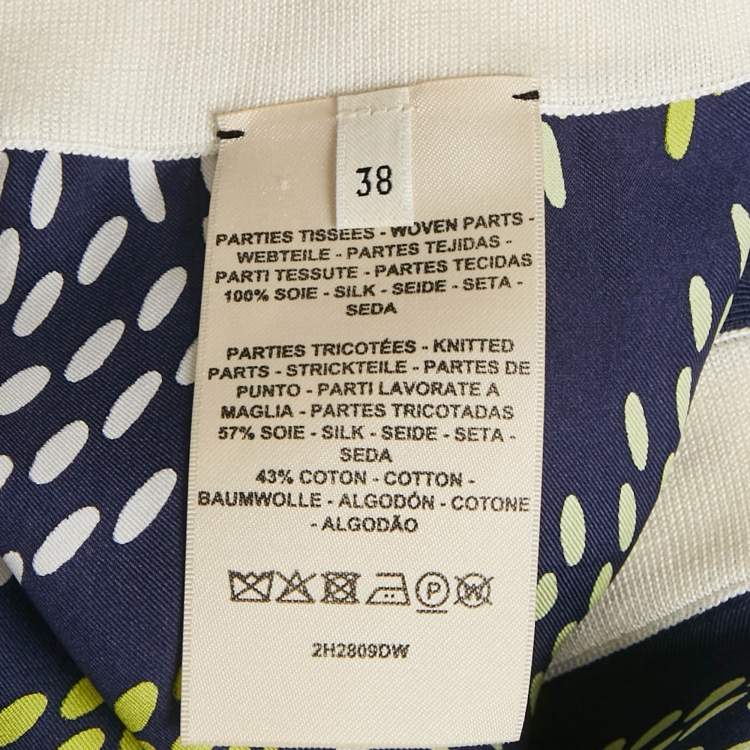 38
PARTIES TISSÉES - WOVEN PARTS -
WEBTEILE - PARTES TEJIDAS -
PARTI TESSUTE - PARTES TECIDAS
100% SOIE - SILK - SEIDE - SETA -
SEDA
PARTIES TRICOTÉES - KNITTED
PARTS - STRICKTEILE - PARTES DE
PUNTO - PARTI LAVORATE A
MAGLIA - PARTES TRICOTADAS
57% SOIE - SILK - SEIDE - SETA -
SEDA
43% COTON - COTTON -
BAUMWOLLE - ALGODÓN - COTONE
- ALGODÃO
P W
2H2809DW